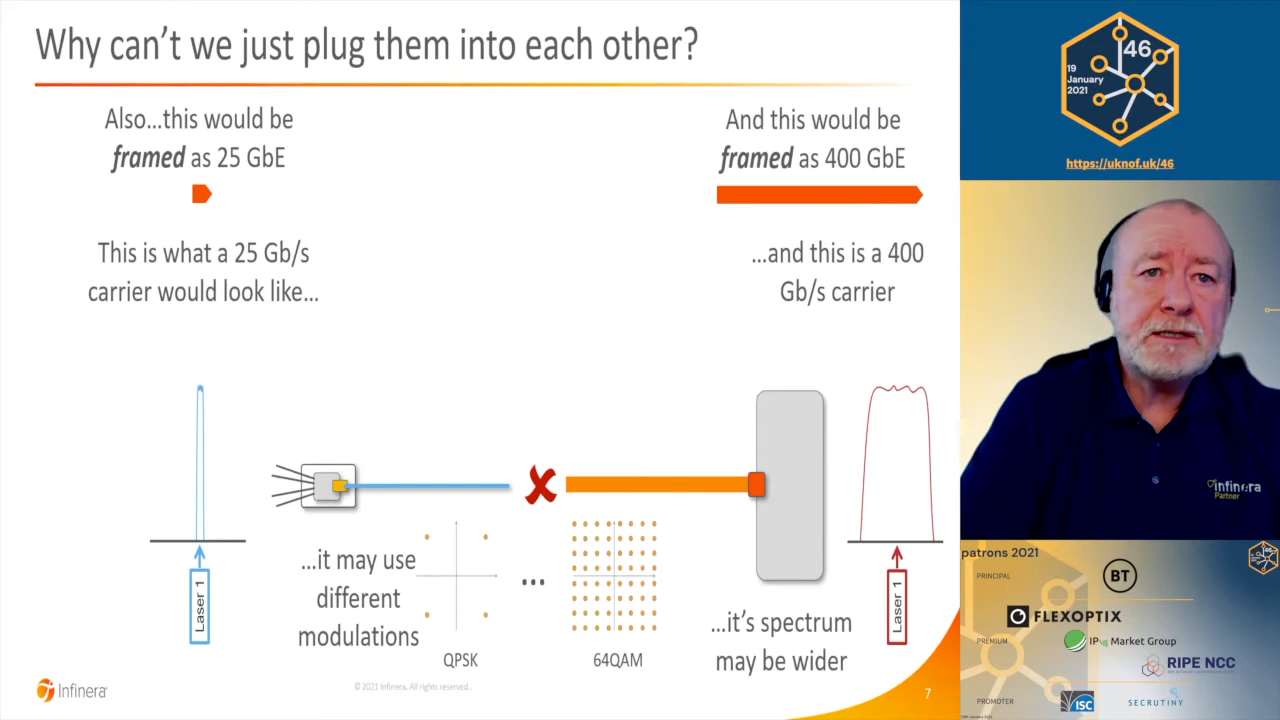 Why can't we just plug them into each other?
Also...this would be
framed as 25 GbE
And this would be
framed as 400 GbE
This is what a 25 Gb/s
carrier would look like...
...and this is a 400
Gb/s carrier
...it may use
different
modulations
...it's spectrum
may be wider
Laser 1
...
Laser 1
QPSK
64QAM
Infinera
© 2021 Infinera. All rights reserved.
7
46
19
January
2021
https://uknof.uk/46
infinera
Partner
patrons 2021
46
PRINCIPAL
BT
FLEXOPTIX
PREMIUM
IPv4 Market Group
RIPE NCC
PROMOTER
ISC
SECRUTINY